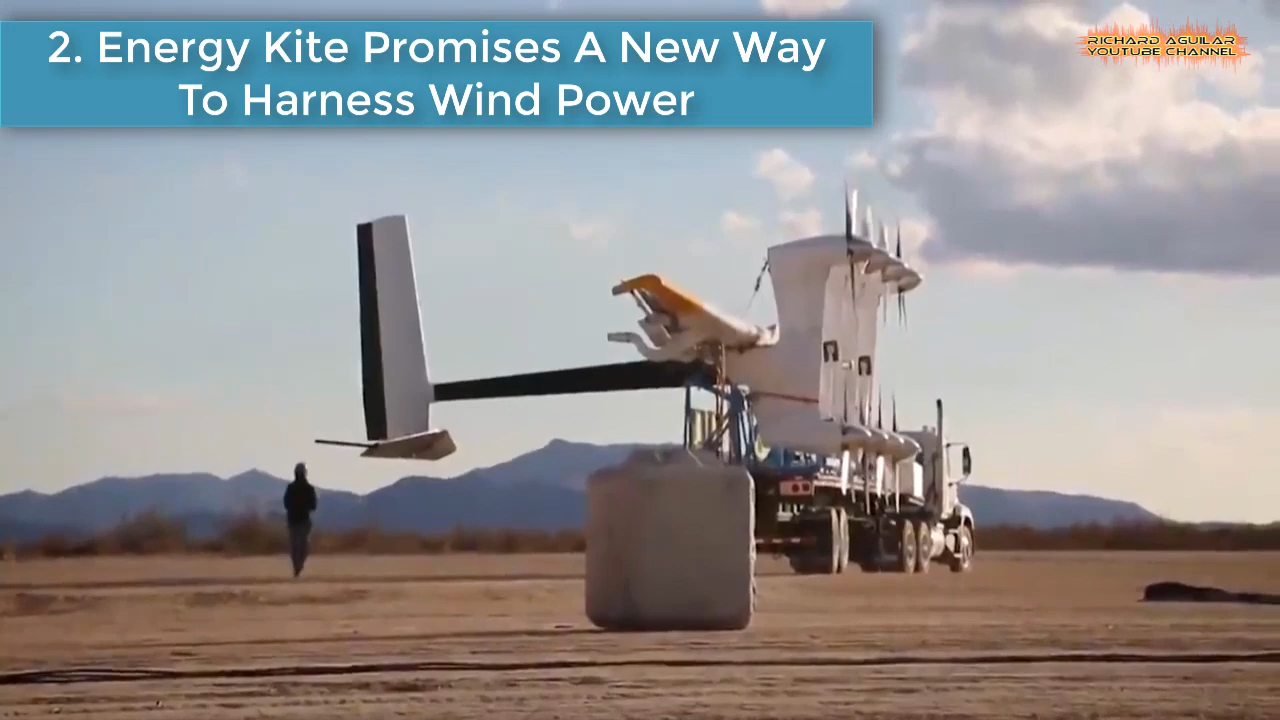 2. Energy Kite Promises A New Way
To Harness Wind Power
RICHARD AGUILAR
YOUTUBE CHANNEL